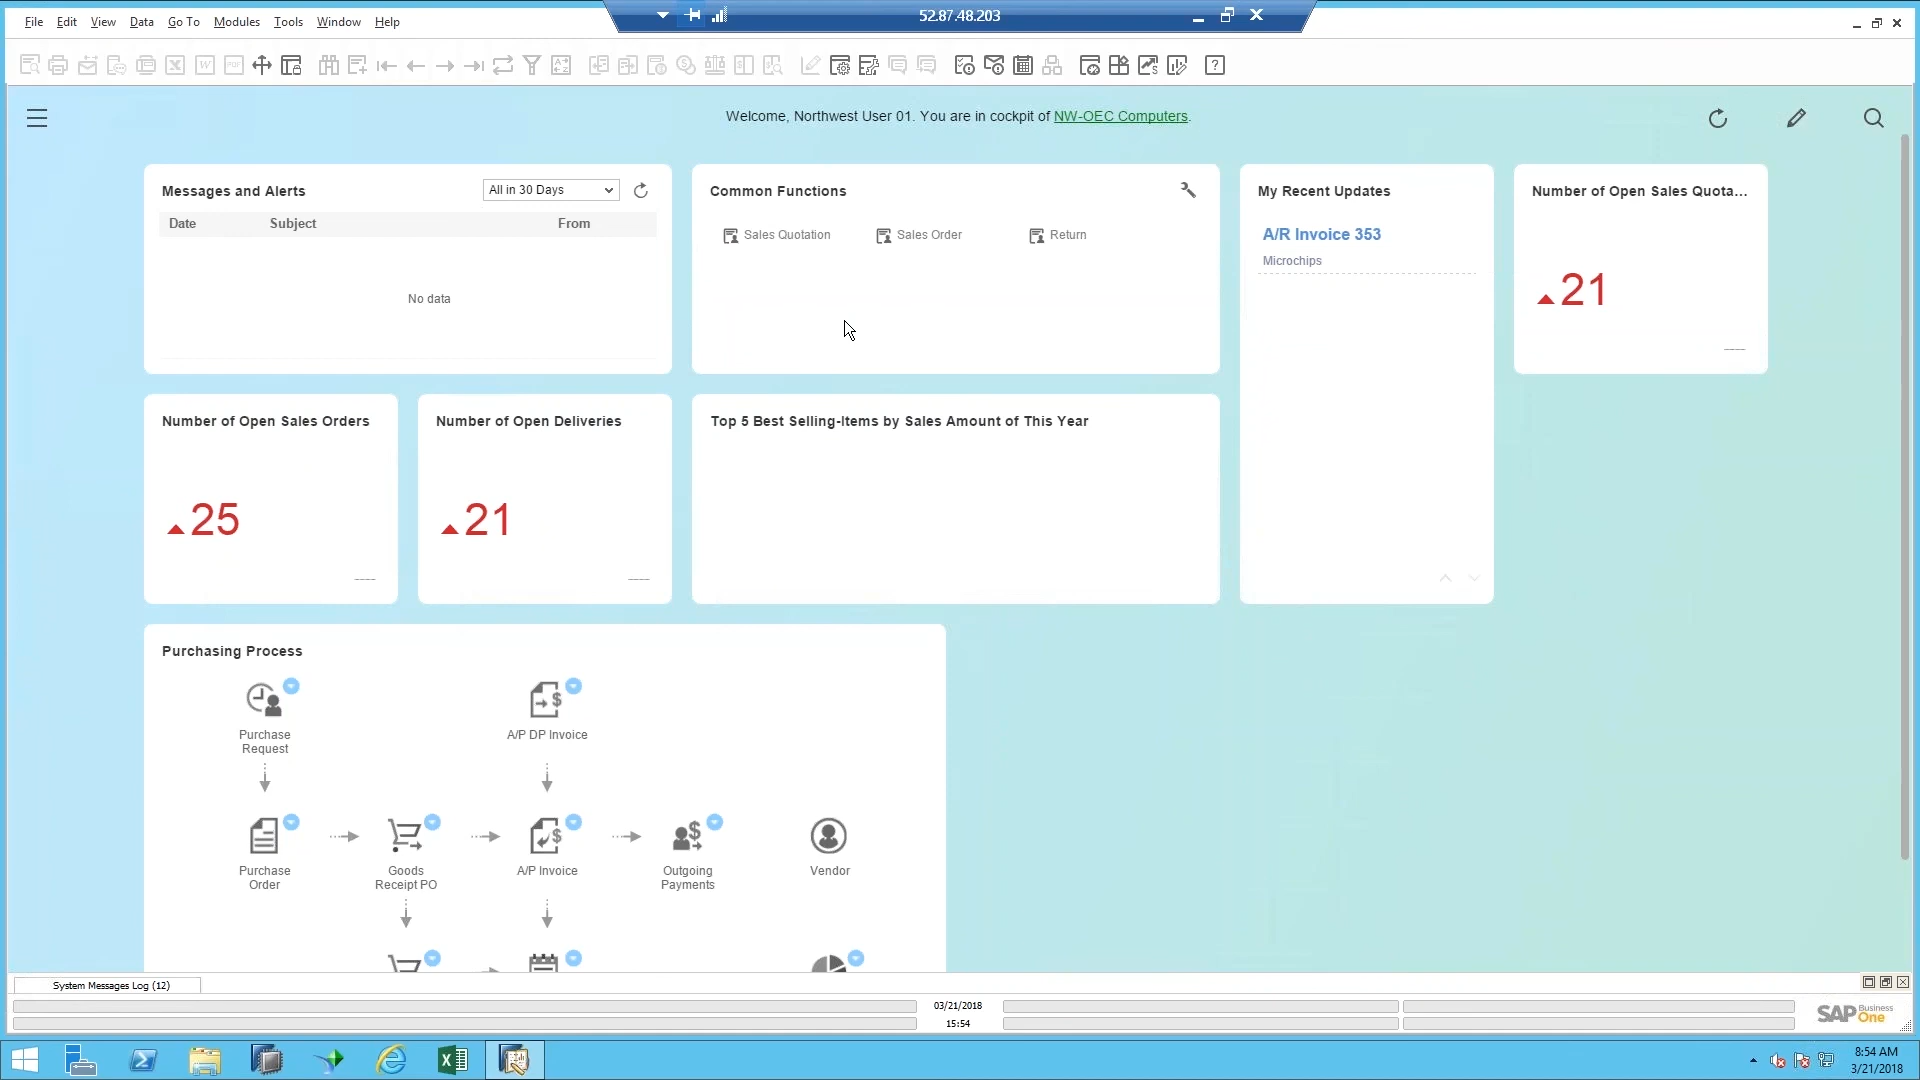 52.87.48.203
File Edit View Data Go To Modules Tools Window Help
Welcome, Northwest User 01. You are in cockpit of NW-OEC Computers.
Messages and Alerts
All in 30 Days
Date Subject From
No data
Common Functions
Sales Quotation Sales Order Return
My Recent Updates
A/R Invoice 353
Microchips
Number of Open Sales Quota...
21
Number of Open Sales Orders
25
Number of Open Deliveries
21
Top 5 Best Selling-Items by Sales Amount of This Year
Purchasing Process
Purchase
Request
A/P DP Invoice
Purchase
Order
Goods
Receipt PO
A/P Invoice
Outgoing
Payments
Vendor
System Messages Log (12)
03/21/2018
15:54
SAP Business
One
8:54 AM
3/21/2018